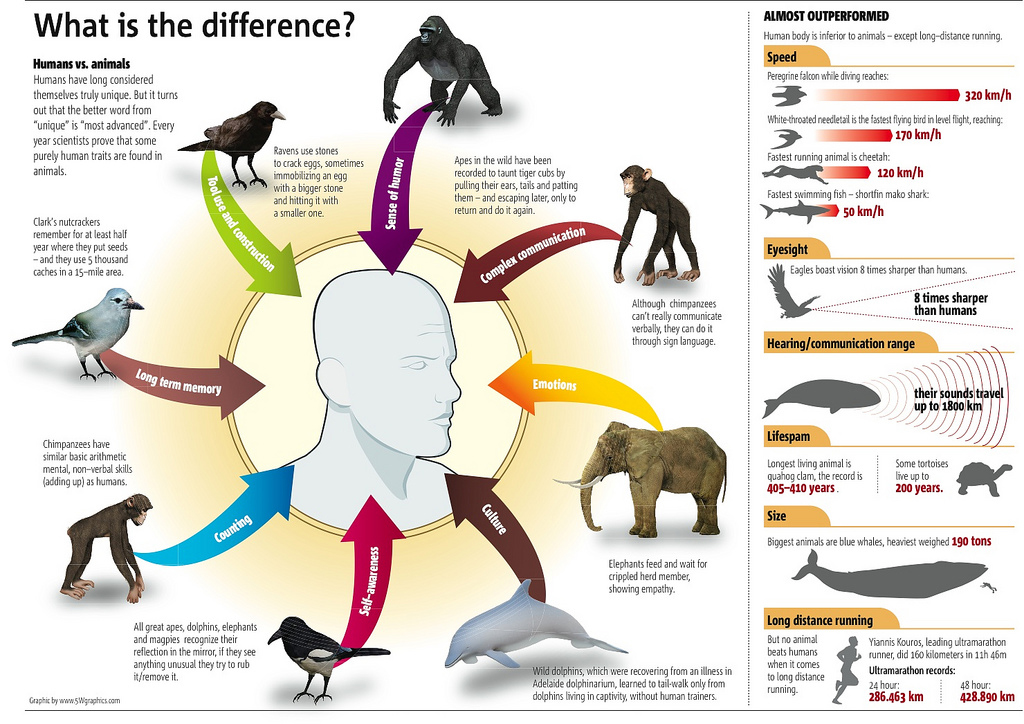 What is the difference?
Humans vs. animals
Humans have long considered
themselves truly unique. But it turns
out that the better word from
"unique" is "most advanced". Every
year scientists prove that some
purely human traits are found in
animals.
Ravens use stones
to crack eggs, sometimes
immobilizing an egg
with a bigger stone
and hitting it with
a smaller one.
Tool use and construction
Sense of humor
Apes in the wild have been
recorded to taunt tiger cubs by
pulling their ears, tails and patting
them – and escaping later, only to
return and do it again.
Complex communication
Although chimpanzees
can't really communicate
verbally, they can do it
through sign language.
Clark's nutcrackers
remember for at least half
year where they put seeds
– and they use 5 thousand
caches in a 15–mile area.
Long term memory
Emotions
Elephants feed and wait for
crippled herd member,
showing empathy.
Chimpanzees have
similar basic arithmetic
mental, non–verbal skills
(adding up) as humans.
Counting
Self-awareness
Culture
All great apes, dolphins, elephants
and magpies recognize their
reflection in the mirror, if they see
anything unusual they try to rub
it/remove it.
Wild dolphins, which were recovering from an illness in
Adelaide dolphinarium, learned to tail-walk only from
dolphins living in captivity, without human trainers.
Graphic by www.5Wgraphics.com
ALMOST OUTPERFORMED
Human body is inferior to animals – except long–distance running.
Speed
Peregrine falcon while diving reaches:
320 km/h
White-throated needletail is the fastest flying bird in level flight, reaching:
170 km/h
Fastest running animal is cheetah:
120 km/h
Fastest swimming fish – shortfin mako shark:
50 km/h
Eyesight
Eagles boast vision 8 times sharper than humans.
8 times sharper
than humans
Hearing/communication range
their sounds travel
up to 1800 km
Lifespam
Longest living animal is
quahog clam, the record is
405–410 years.
Some tortoises
live up to
200 years.
Size
Biggest animals are blue whales, heaviest weighed 190 tons
Long distance running
But no animal
beats humans
when it comes
to long distance
running.
Yiannis Kouros, leading ultramarathon
runner, did 160 kilometers in 11h 46m
Ultramarathon records:
24 hour:
286.463 km
48 hour:
428.890 km